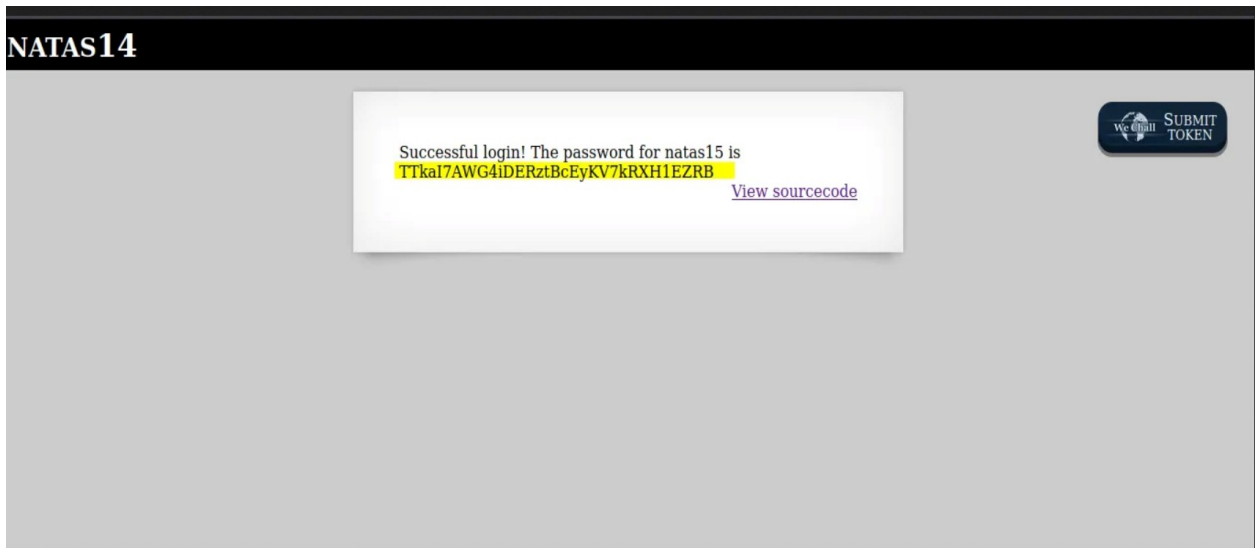 NATAS14
Successful login! The password for natas15 is
TTkaI7AWG4iDERztBcEyKV7kRXH1EZRB
View sourcecode
We Chall
SUBMIT
TOKEN